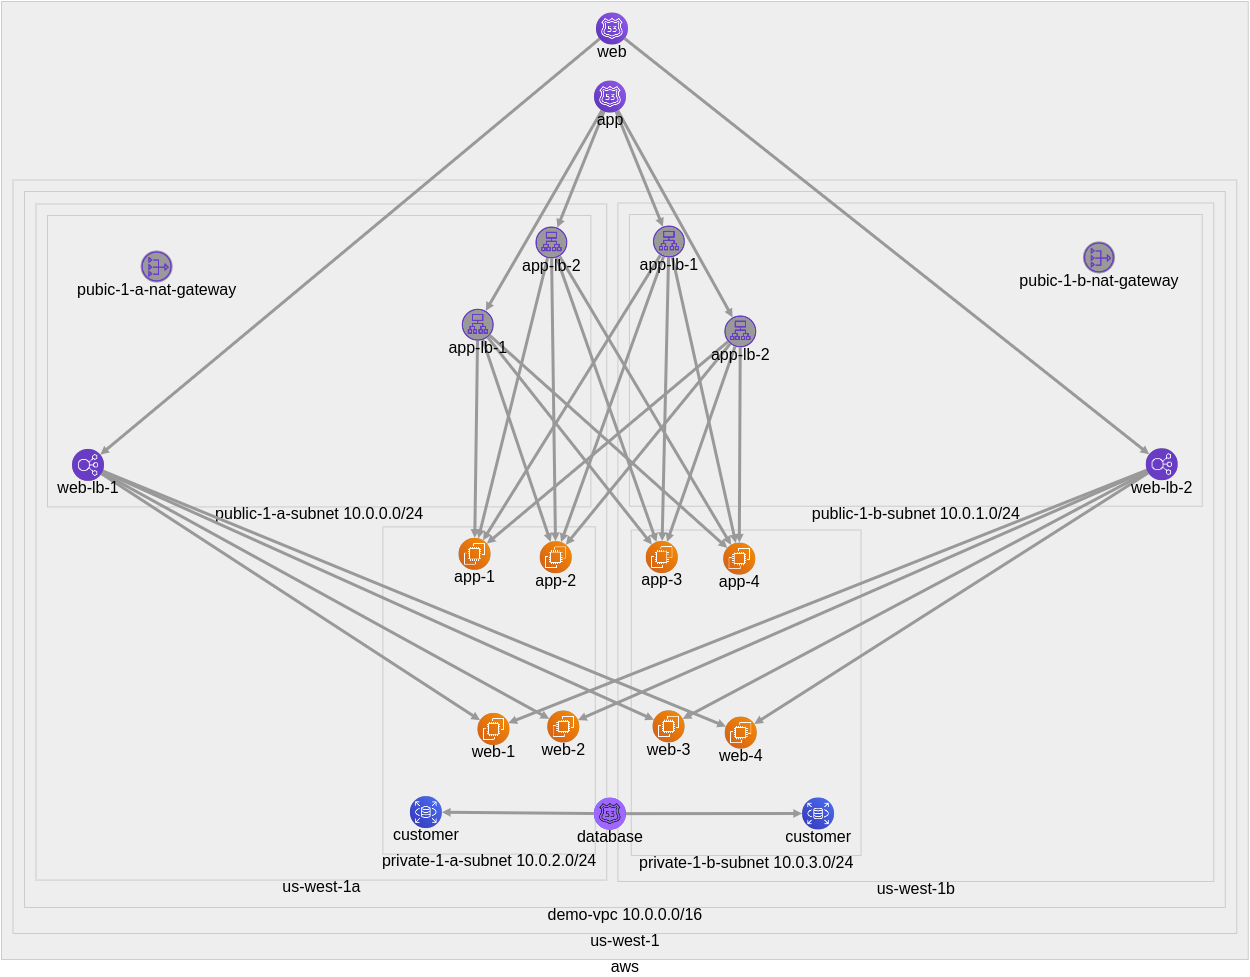 web
app
app-lb-2
app-lb-1
pubic-1-a-nat-gateway
pubic-1-b-nat-gateway
app-lb-1
app-lb-2
web-lb-1
web-lb-2
public-1-a-subnet 10.0.0.0/24
public-1-b-subnet 10.0.1.0/24
app-1
app-2
app-3
app-4
web-1
web-2
web-3
web-4
customer
database
customer
private-1-a-subnet 10.0.2.0/24
private-1-b-subnet 10.0.3.0/24
us-west-1a
us-west-1b
demo-vpc 10.0.0.0/16
us-west-1
aws